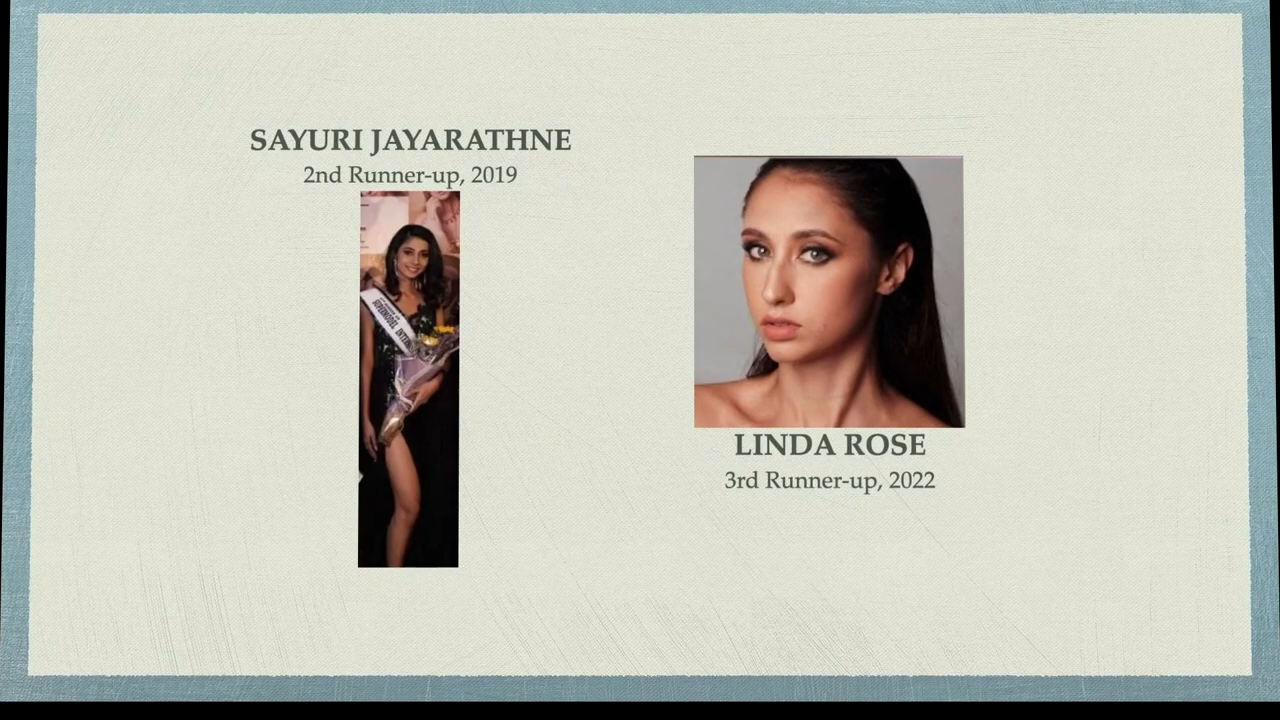 SAYURI JAYARATHNE
2nd Runner-up, 2019
LINDA ROSE
3rd Runner-up, 2022